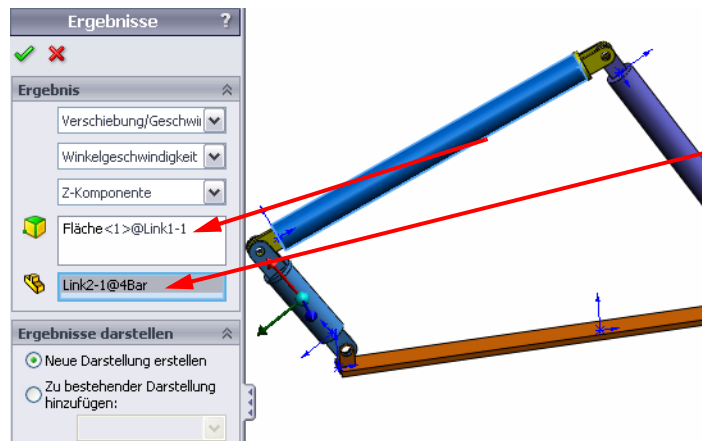 Ergebnisse ?
Ergebnis
Verschiebung/Geschwii
Winkelgeschwindigkeit
Z-Komponente
Fläche<1>@Link1-1
Link2-1@4Bar
Ergebnisse darstellen
Neue Darstellung erstellen
Zu bestehender Darstellung
hinzufügen: